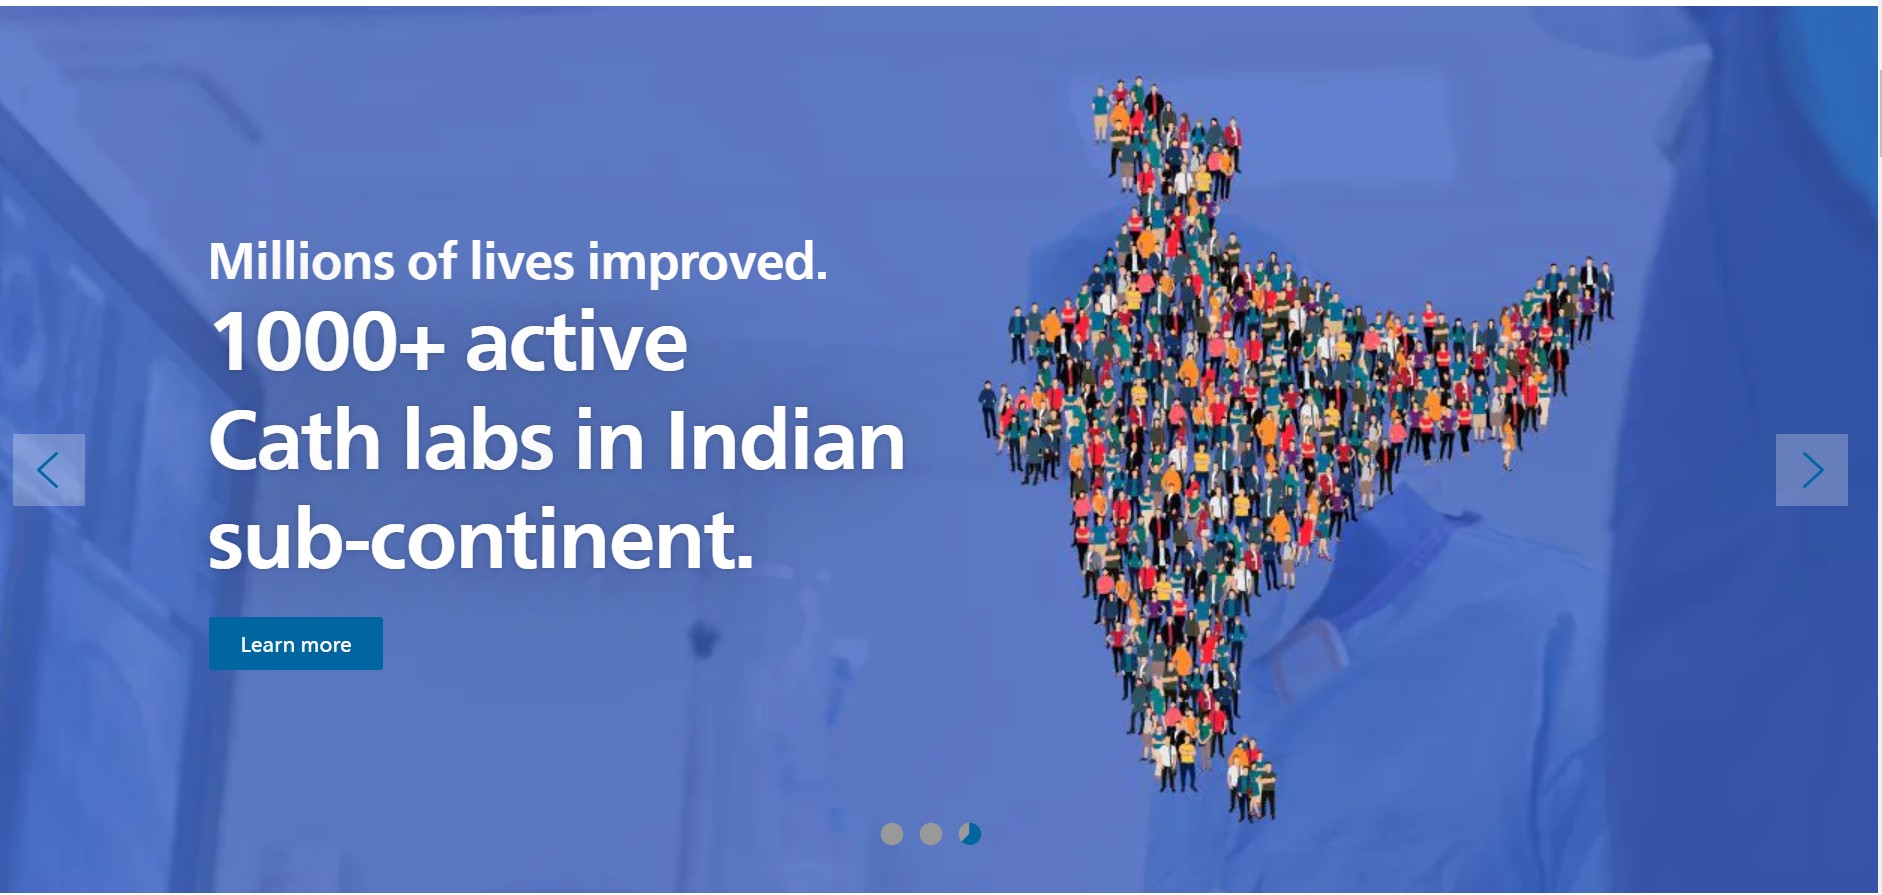 Millions of lives improved.
1000+ active
Cath labs in Indian
sub-continent.
Learn more